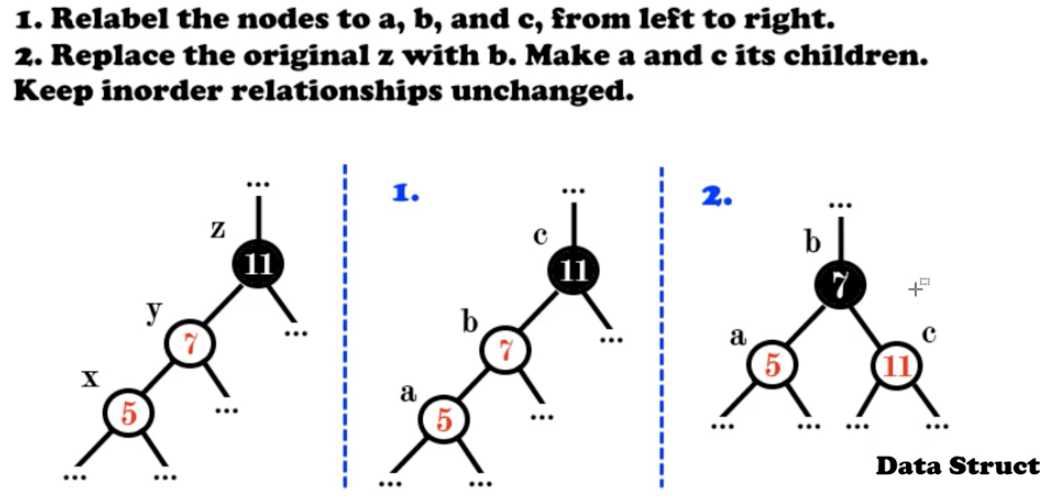 1. Relabel the nodes to a, b, and c, from left to right.
2. Replace the original z with b. Make a and c its children.
Keep inorder relationships unchanged.
...
z
11
y
7
...
x
5
...
... ...
1.
...
c
11
b
7
...
a
5
...
... ...
2.
...
b
7
a
5
c
11
... ... ... ...
Data Struct